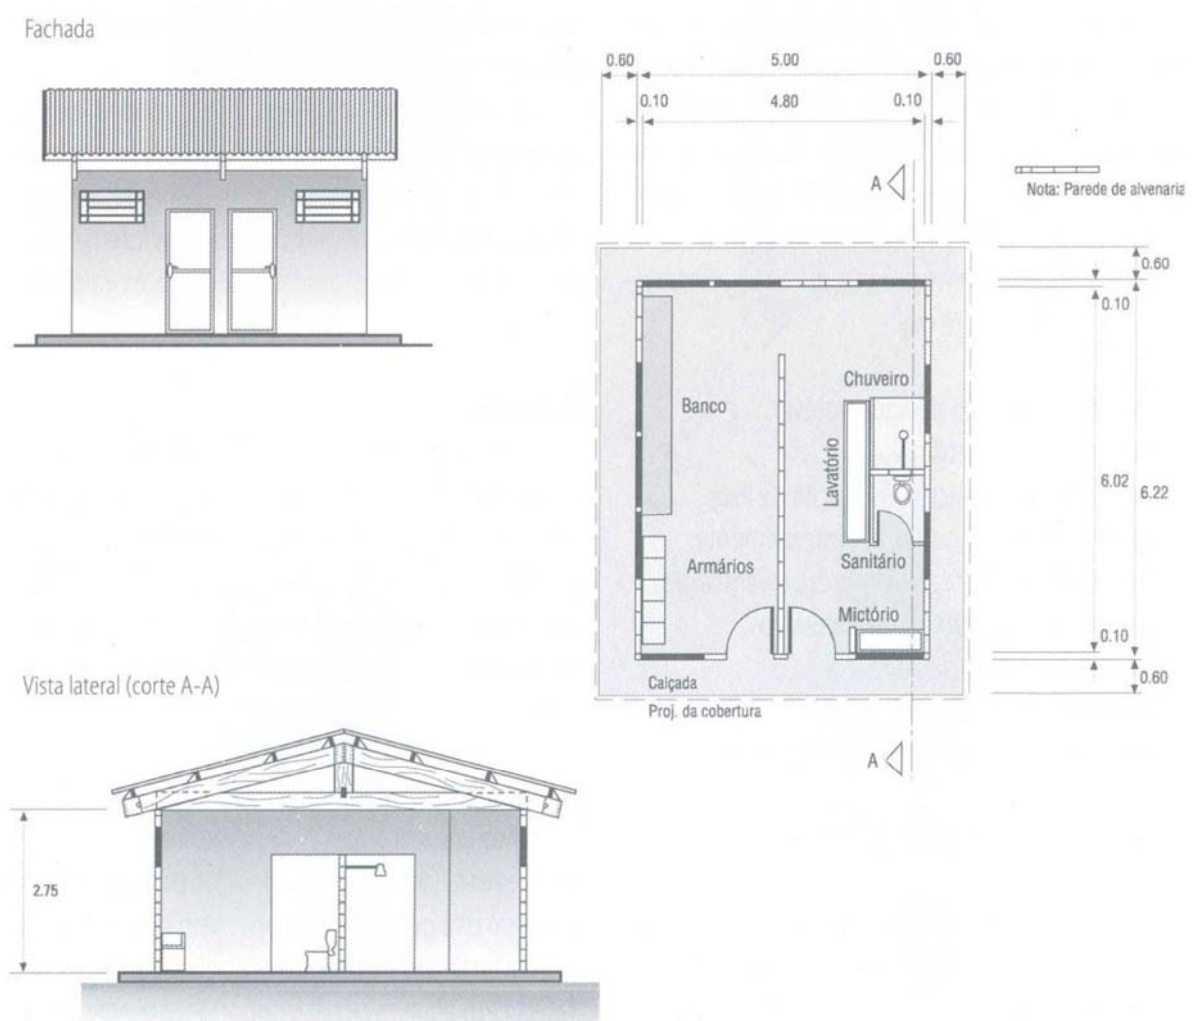 Fachada
0.60 5.00 0.60
0.10 4.80 0.10
A
Nota: Parede de alvenaria
0.60
0.10
Chuveiro
Banco
Lavatório
6.02
6.22
Armários
Sanitário
Mictório
0.10
0.60
Calçada
Proj. da cobertura
A
Vista lateral (corte A-A)
2.75